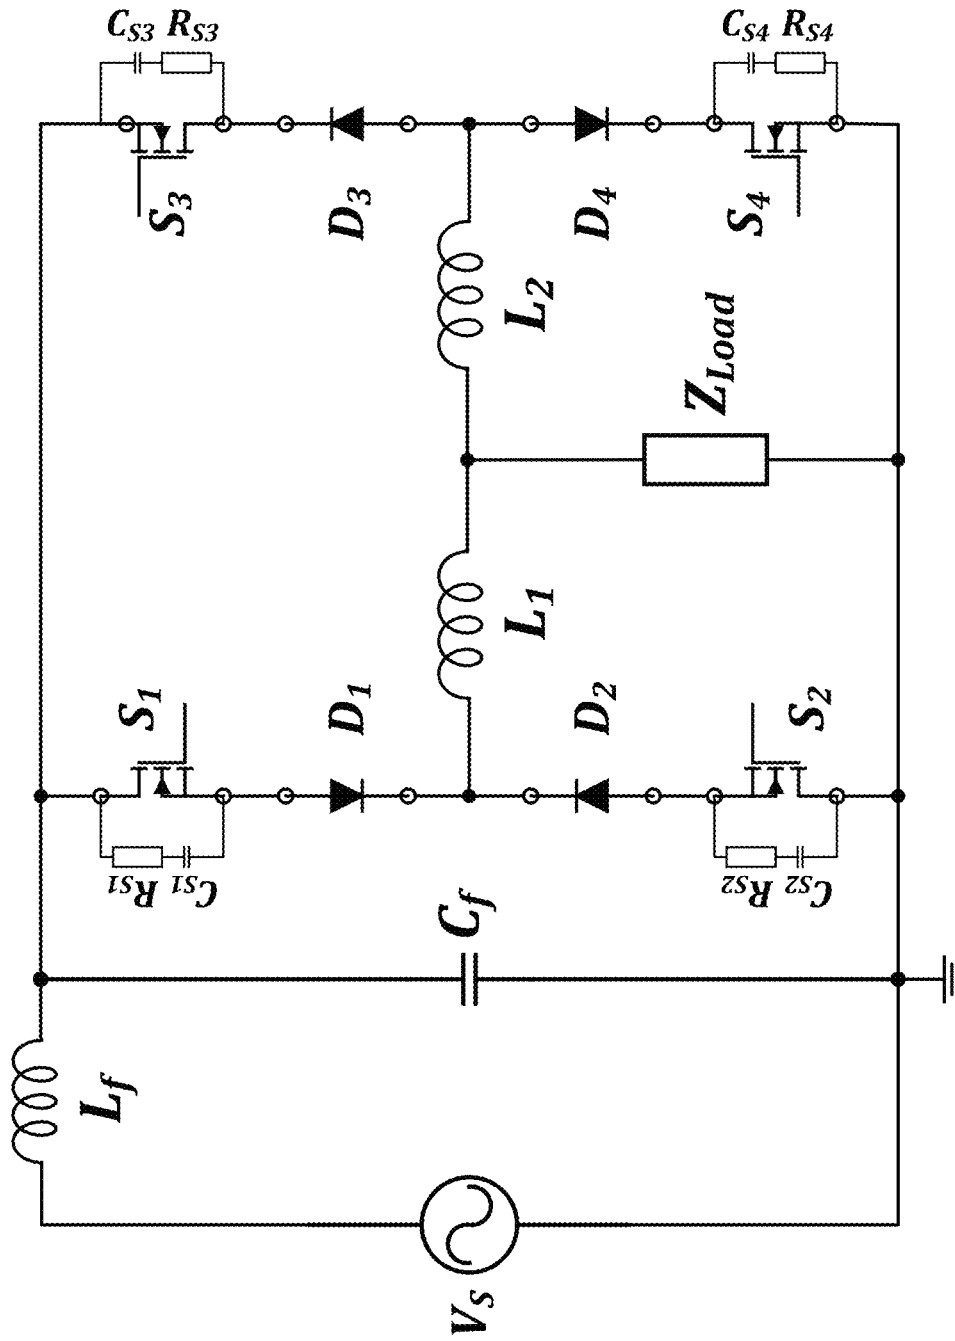 C_S3 R_S3
C_S4 R_S4
S_3
D_3
D_4
S_4
L_2
Z_Load
L_1
S_1
D_1
D_2
S_2
R_S1 C_S1
R_S2 C_S2
C_f
L_f
V_S